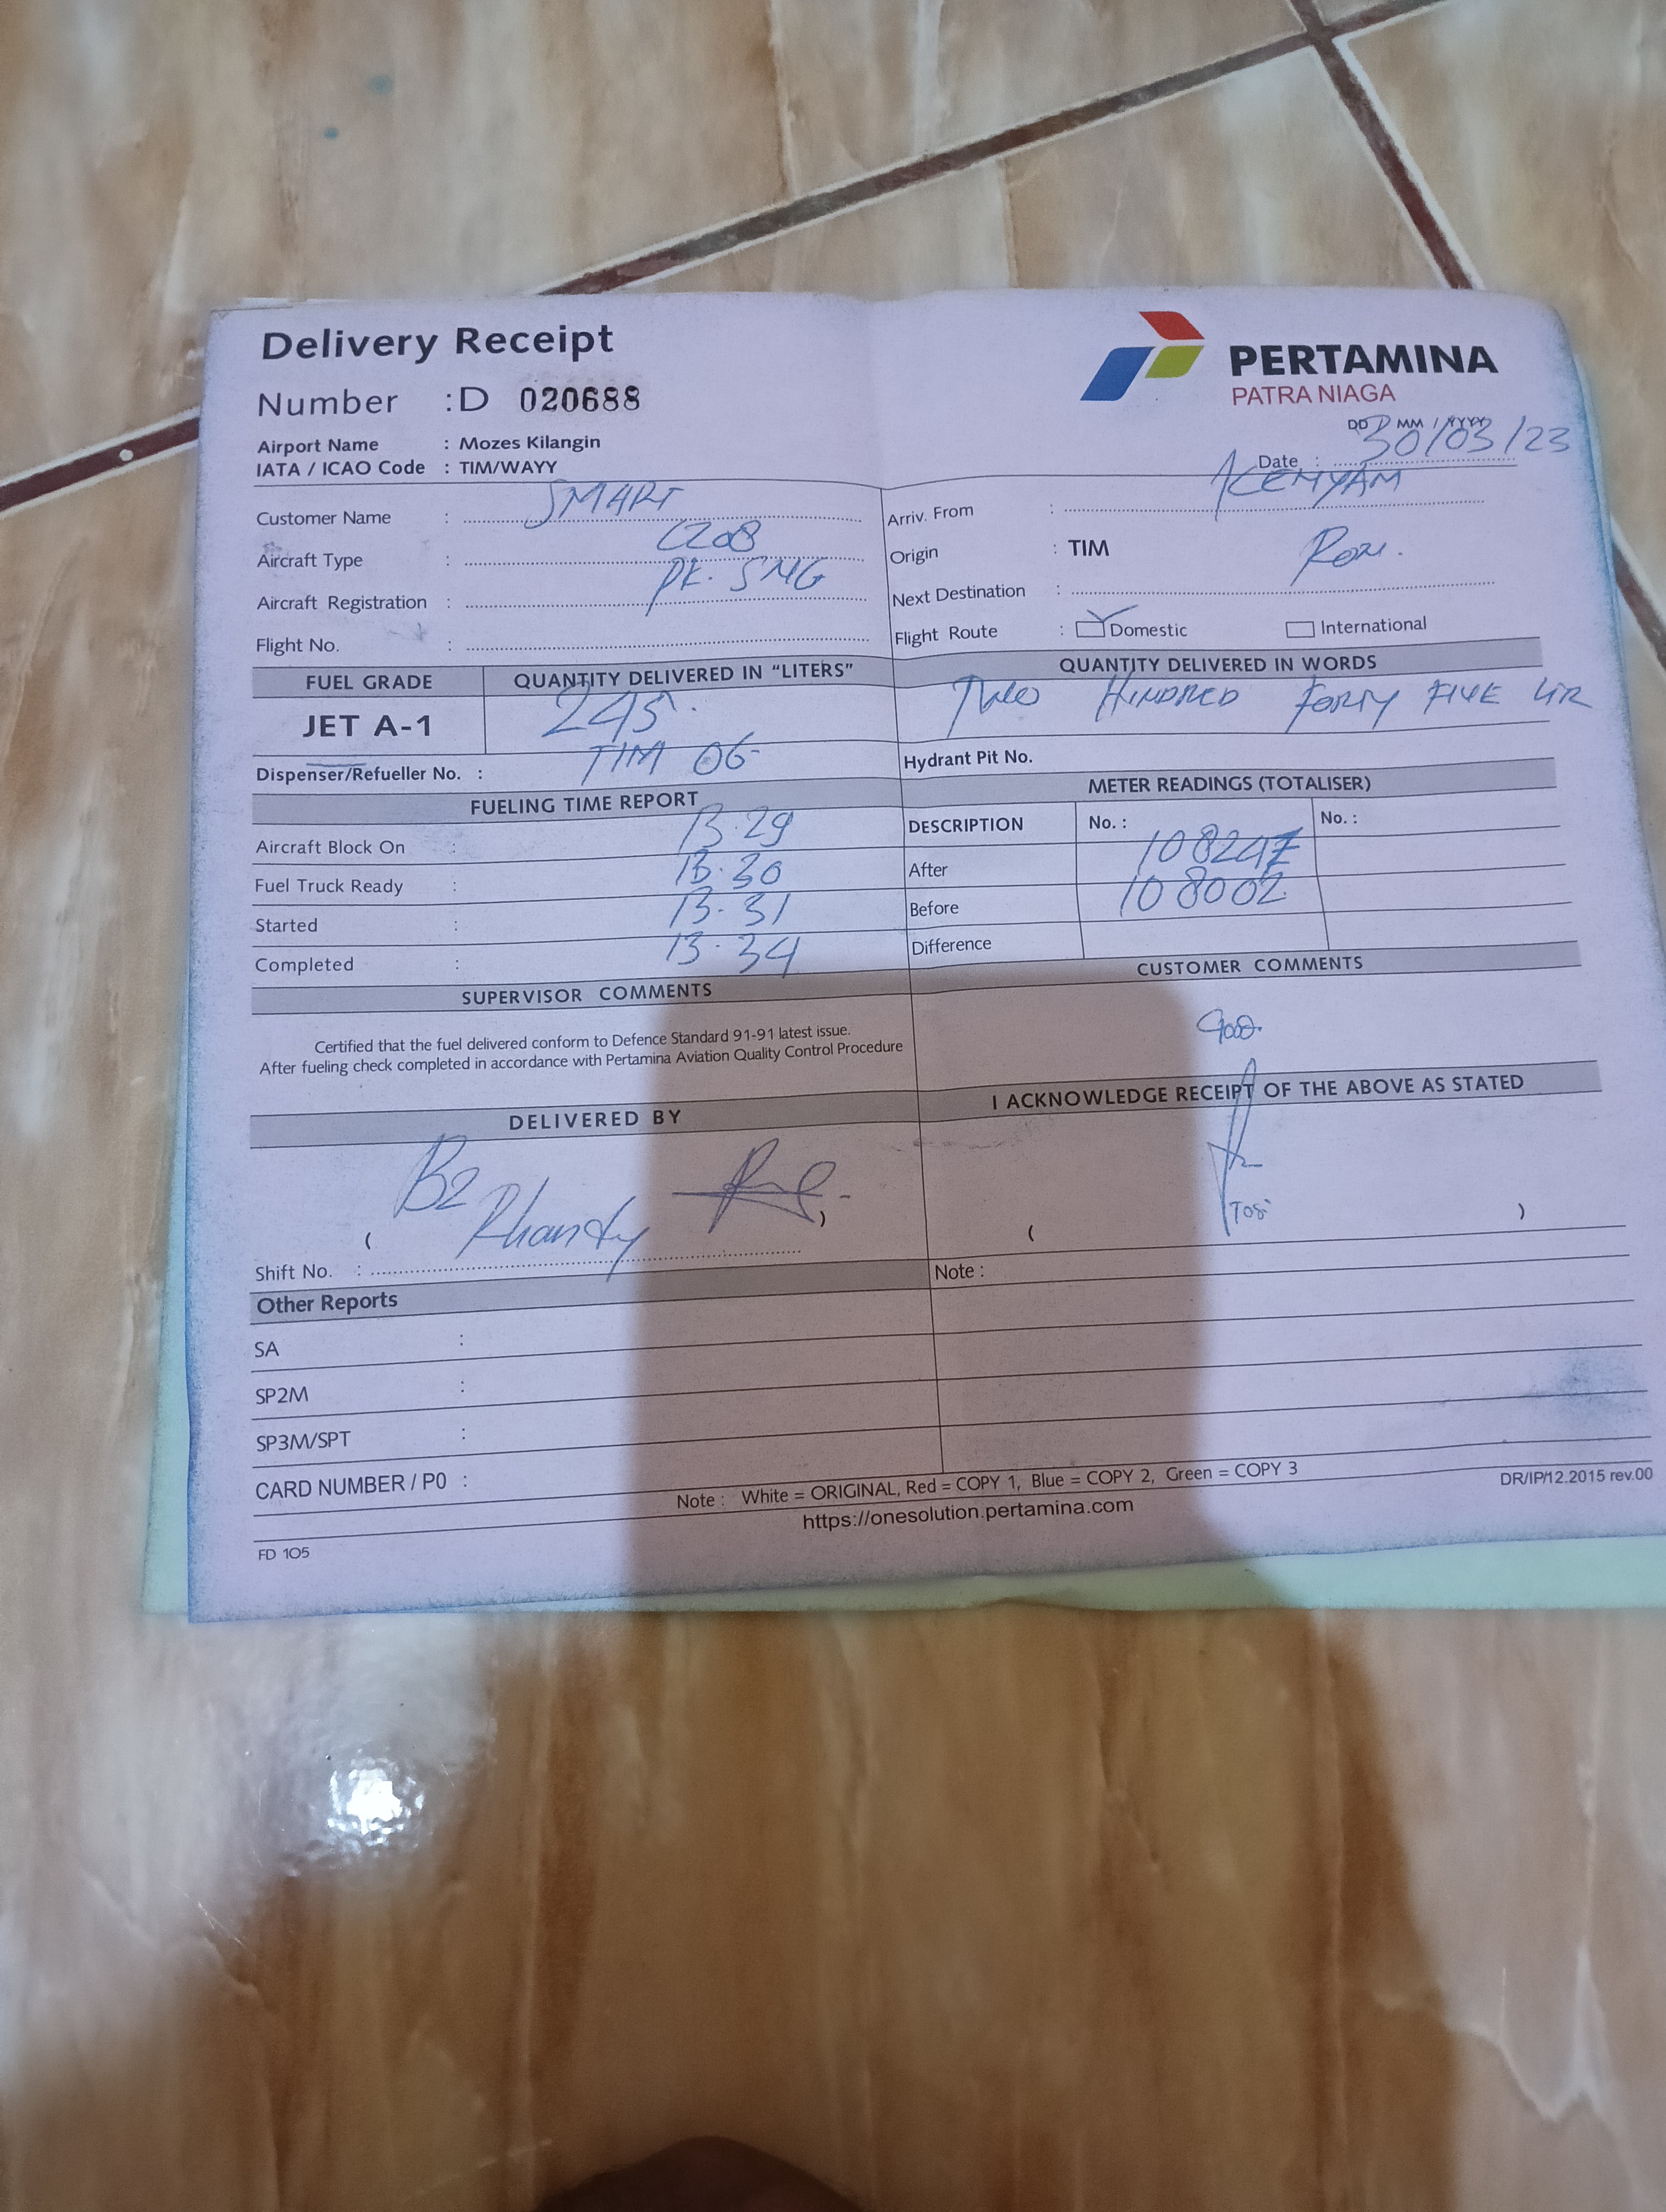 Delivery Receipt
PERTAMINA
PATRA NIAGA
Number : D 020688
Airport Name : Mozes Kilangin
IATA / ICAO Code : TIM/WAYY
DD / MM / YYYY
Date : 30/03/23
Customer Name : SMART
Aircraft Type : C208
Aircraft Registration : PK. SNG
Flight No. :
Arriv. From :
Origin : TIM
Next Destination :
Flight Route : Domestic International
FUEL GRADE QUANTITY DELIVERED IN "LITERS" QUANTITY DELIVERED IN WORDS
JET A-1 245. TWO HUNDRED FORTY FIVE LTR
Dispenser/Refueller No. : TIM 06 Hydrant Pit No.
FUELING TIME REPORT METER READINGS (TOTALISER)
Aircraft Block On : 13.29
Fuel Truck Ready : 13.30
Started : 13.31
Completed : 13.34
DESCRIPTION No. : No. :
After 108247
Before 108002
Difference
SUPERVISOR COMMENTS CUSTOMER COMMENTS
Certified that the fuel delivered conform to Defence Standard 91-91 latest issue.
After fueling check completed in accordance with Pertamina Aviation Quality Control Procedure
Good.
DELIVERED BY I ACKNOWLEDGE RECEIPT OF THE ABOVE AS STATED
B2
Rhandy
( )
( Tosi )
Shift No. : Note :
Other Reports
SA :
SP2M :
SP3M/SPT :
CARD NUMBER / P0 :
Note : White = ORIGINAL, Red = COPY 1, Blue = COPY 2, Green = COPY 3
https://onesolution.pertamina.com
DR/IP/12.2015 rev.00
FD 105